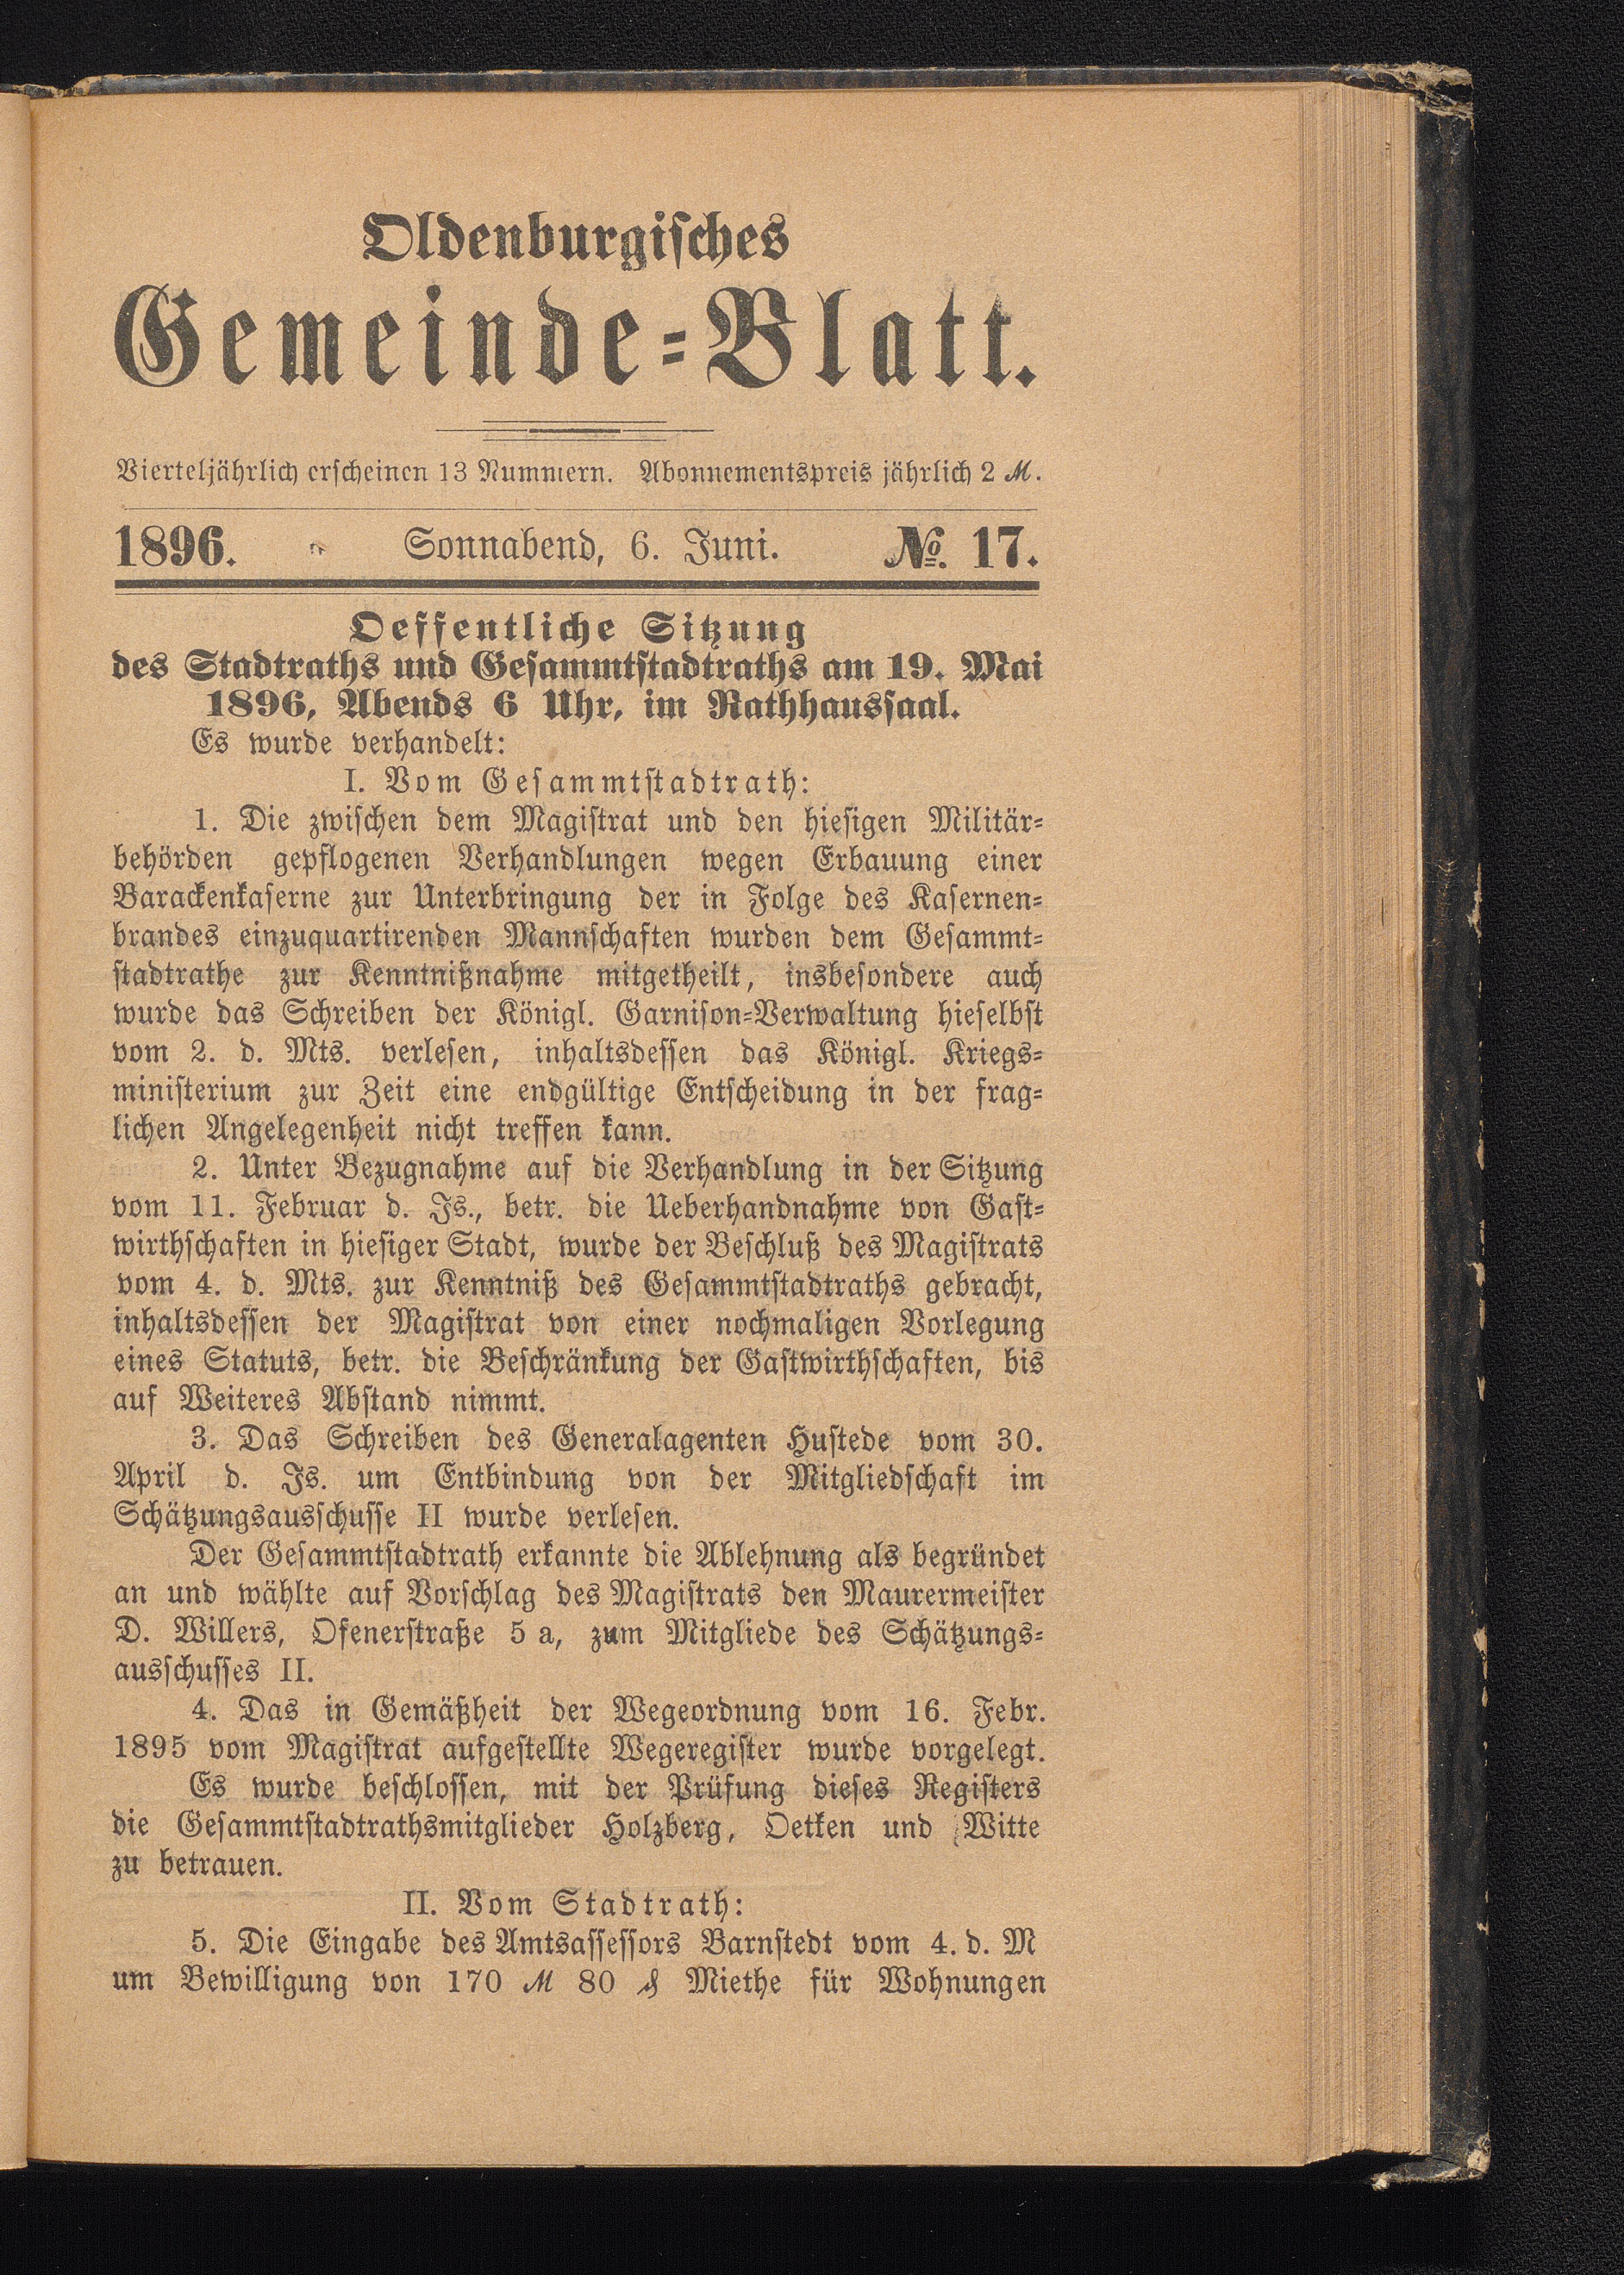 Oldenburgisches
Gemeinde=Blatt.
Vierteljährlich erscheinen 13 Nummern. Abonnementspreis jährlich 2 ℳ.
1896. Sonnabend, 6. Juni. №. 17.
Oeffentliche Sitzung
des Stadtraths und Gesammtstadtraths am 19. Mai
1896, Abends 6 Uhr, im Rathhaussaal.
Es wurde verhandelt:
I. Vom Gesammtstadtrath:
1. Die zwischen dem Magistrat und den hiesigen Militär=
behörden gepflogenen Verhandlungen wegen Erbauung einer
Barackenkaserne zur Unterbringung der in Folge des Kasernen=
brandes einzuquartirenden Mannschaften wurden dem Gesammt=
stadtrathe zur Kenntnißnahme mitgetheilt, insbesondere auch
wurde das Schreiben der Königl. Garnison=Verwaltung hieselbst
vom 2. d. Mts. verlesen, inhaltsdessen das Königl. Kriegs=
ministerium zur Zeit eine endgültige Entscheidung in der frag=
lichen Angelegenheit nicht treffen kann.
2. Unter Bezugnahme auf die Verhandlung in der Sitzung
vom 11. Februar d. Js., betr. die Ueberhandnahme von Gast=
wirthschaften in hiesiger Stadt, wurde der Beschluß des Magistrats
vom 4. d. Mts. zur Kenntniß des Gesammtstadtraths gebracht,
inhaltsdessen der Magistrat von einer nochmaligen Vorlegung
eines Statuts, betr. die Beschränkung der Gastwirthschaften, bis
auf Weiteres Abstand nimmt.
3. Das Schreiben des Generalagenten Hustede vom 30.
April d. Js. um Entbindung von der Mitgliedschaft im
Schätzungsausschusse II wurde verlesen.
Der Gesammtstadtrath erkannte die Ablehnung als begründet
an und wählte auf Vorschlag des Magistrats den Maurermeister
D. Willers, Ofenerstraße 5 a, zum Mitgliede des Schätzungs=
ausschusses II.
4. Das in Gemäßheit der Wegeordnung vom 16. Febr.
1895 vom Magistrat aufgestellte Wegeregister wurde vorgelegt.
Es wurde beschlossen, mit der Prüfung dieses Registers
die Gesammtstadtrathsmitglieder Holzberg, Oetken und Witte
zu betrauen.
II. Vom Stadtrath:
5. Die Eingabe des Amtsassessors Barnstedt vom 4. d. M
um Bewilligung von 170 ℳ 80 ₰ Miethe für Wohnungen